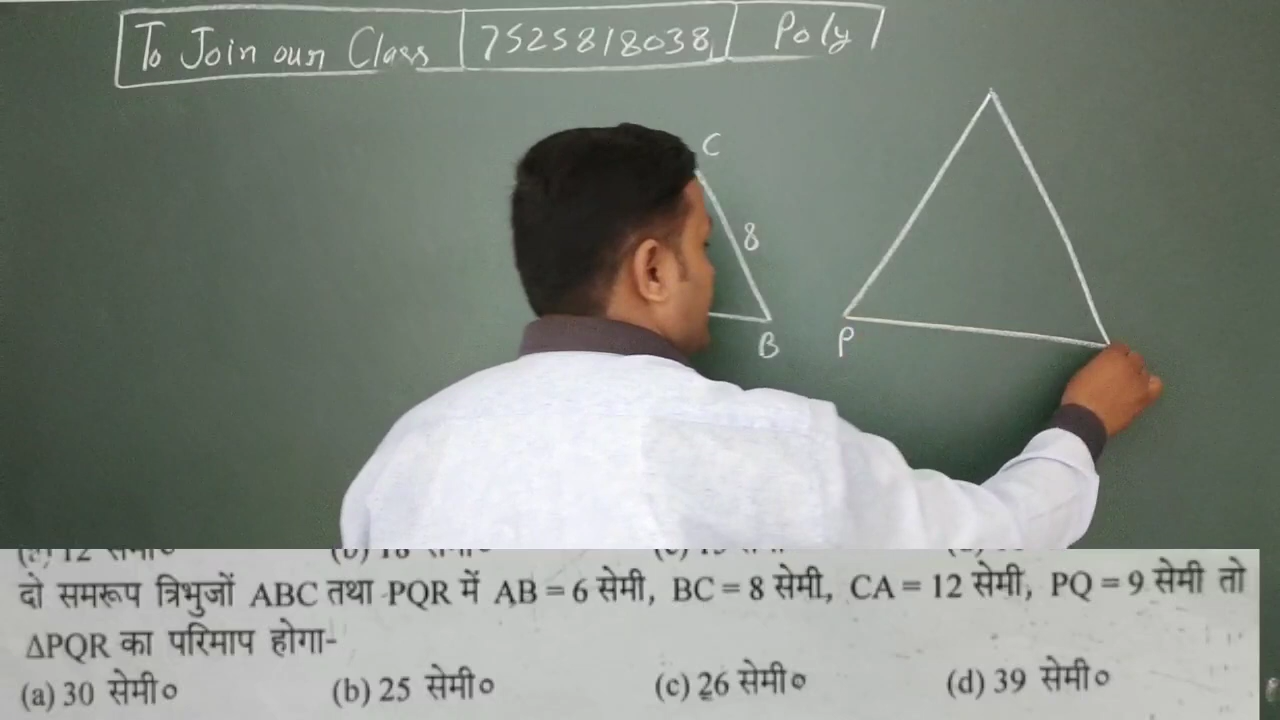 To Join our Class 7525818038 Poly
C
8
B
P
दो समरूप त्रिभुजों ABC तथा PQR में AB = 6 सेमी, BC = 8 सेमी, CA = 12 सेमी, PQ = 9 सेमी तो
ΔPQR का परिमाप होगा-
(a) 30 सेमी० (b) 25 सेमी० (c) 26 सेमी० (d) 39 सेमी०